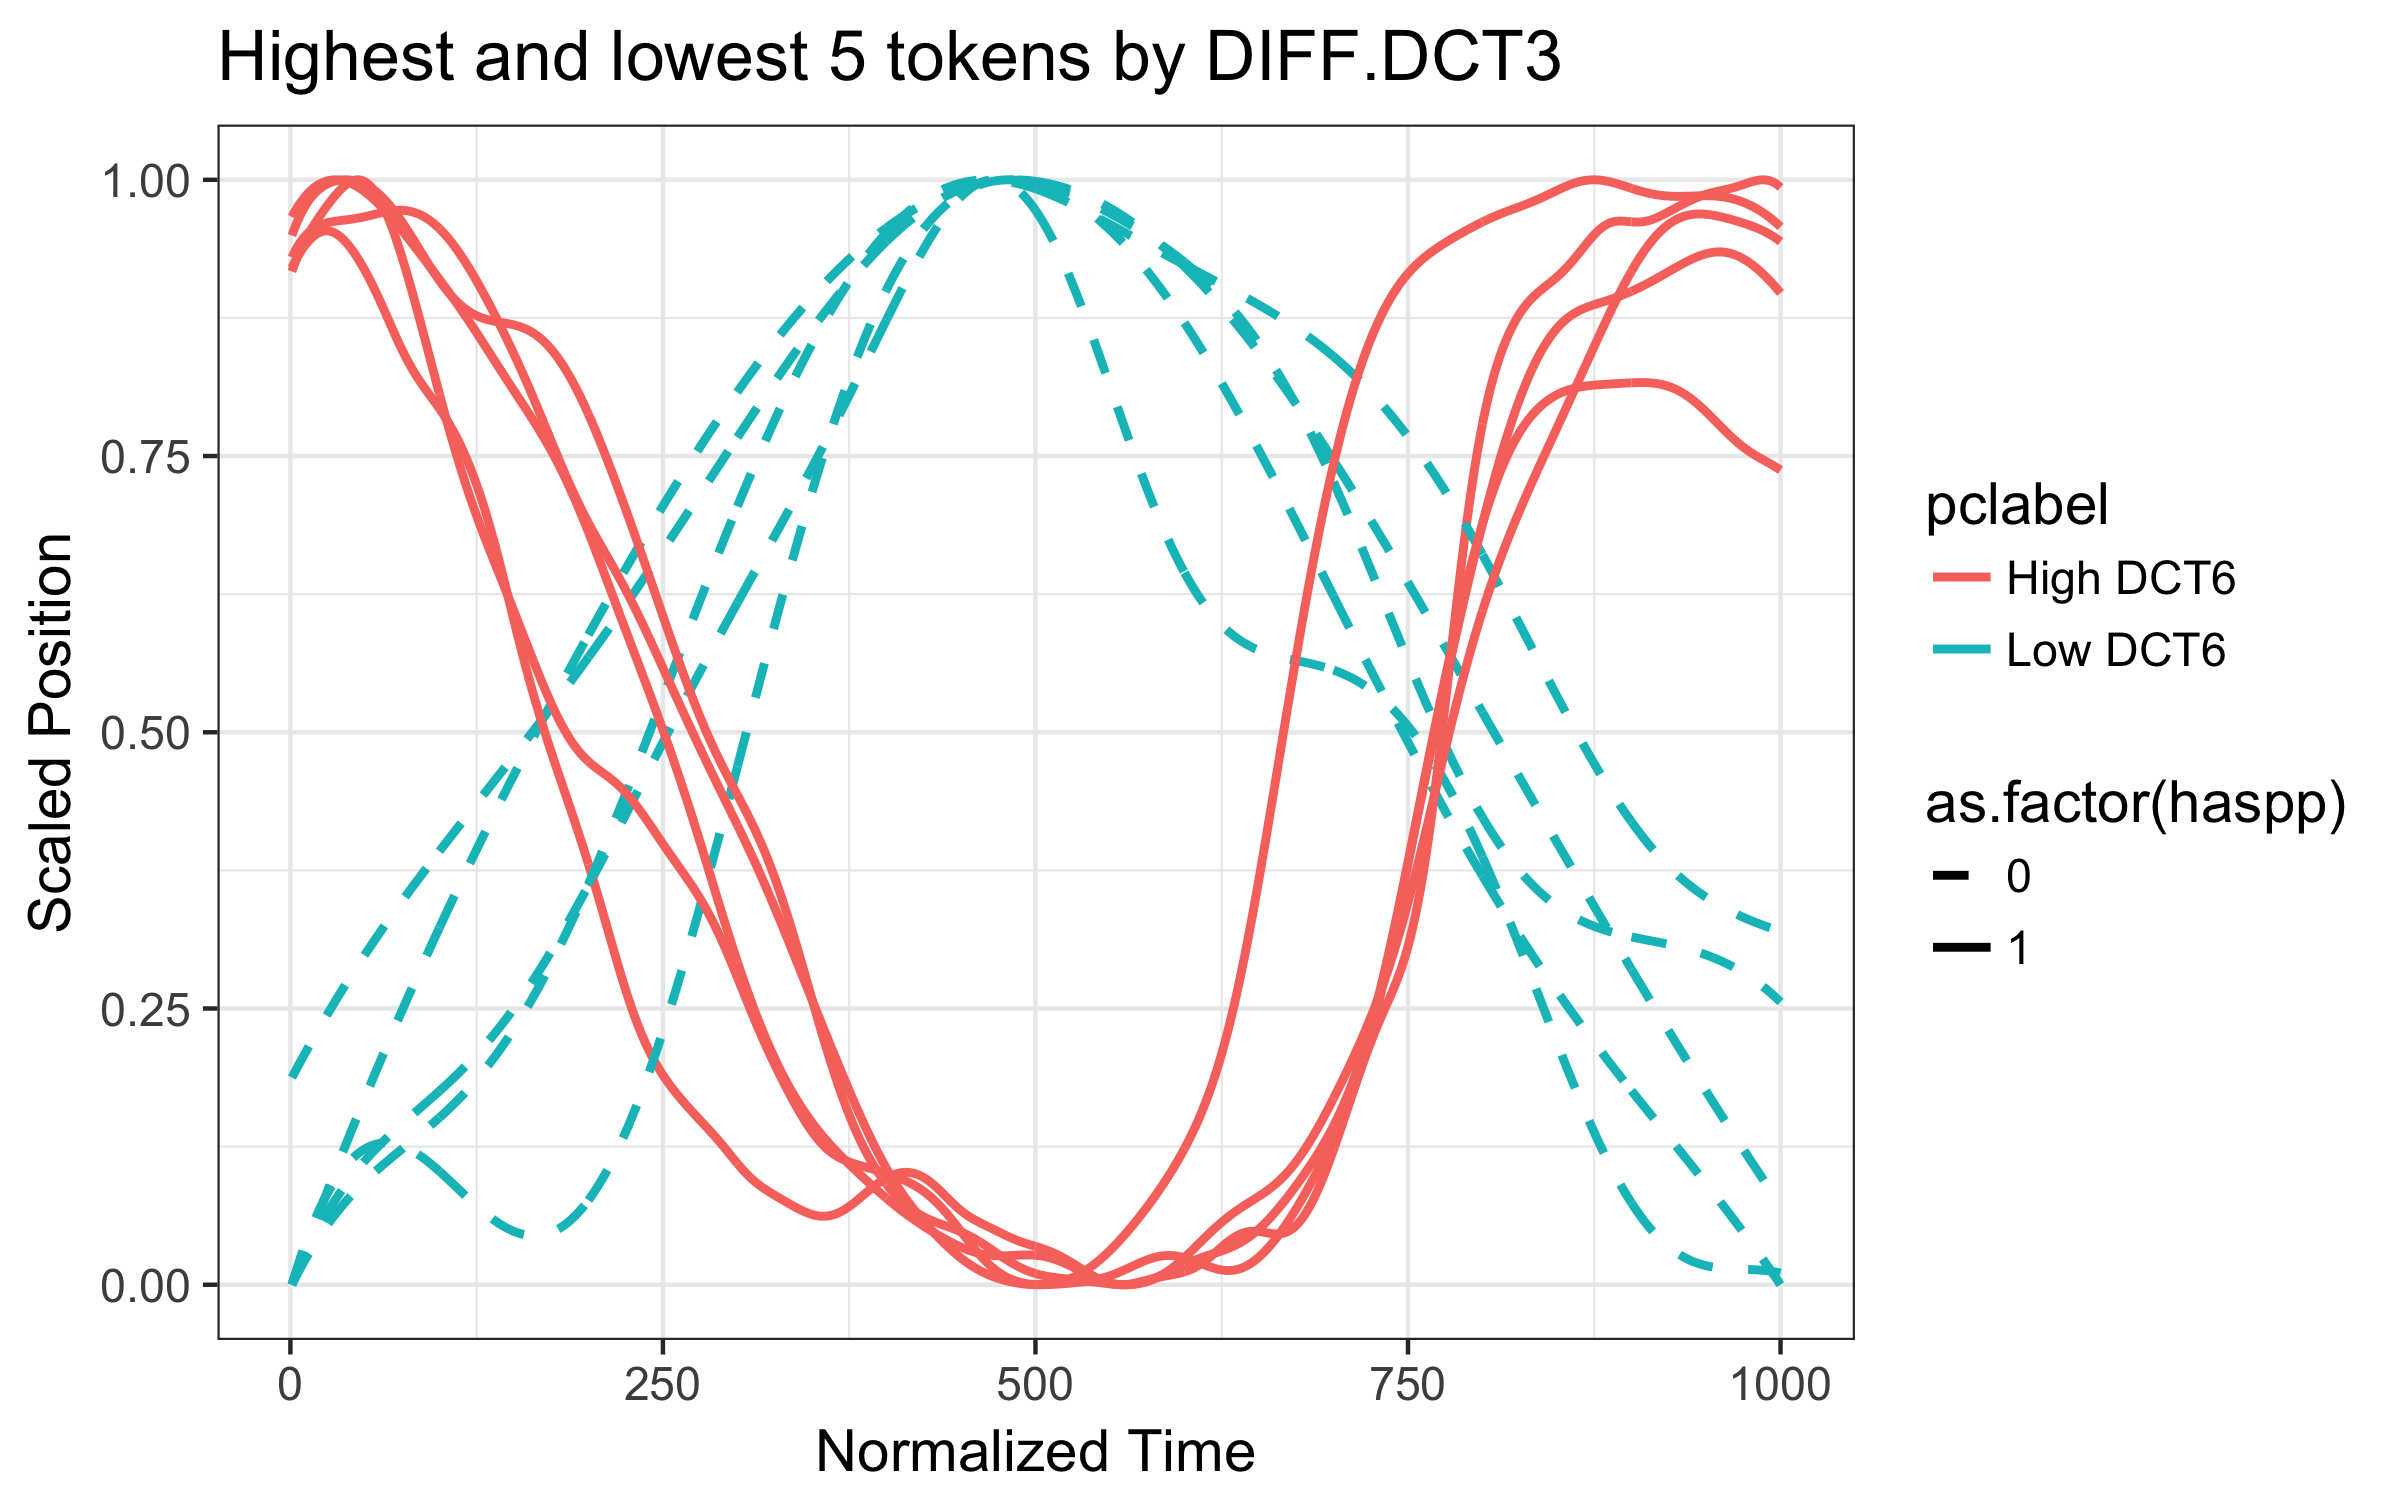 Highest and lowest 5 tokens by DIFF.DCT3
1.00
0.75
0.50
0.25
0.00
Scaled Position
0 250 500 750 1000
Normalized Time
pclabel
High DCT6
Low DCT6
as.factor(haspp)
0
1